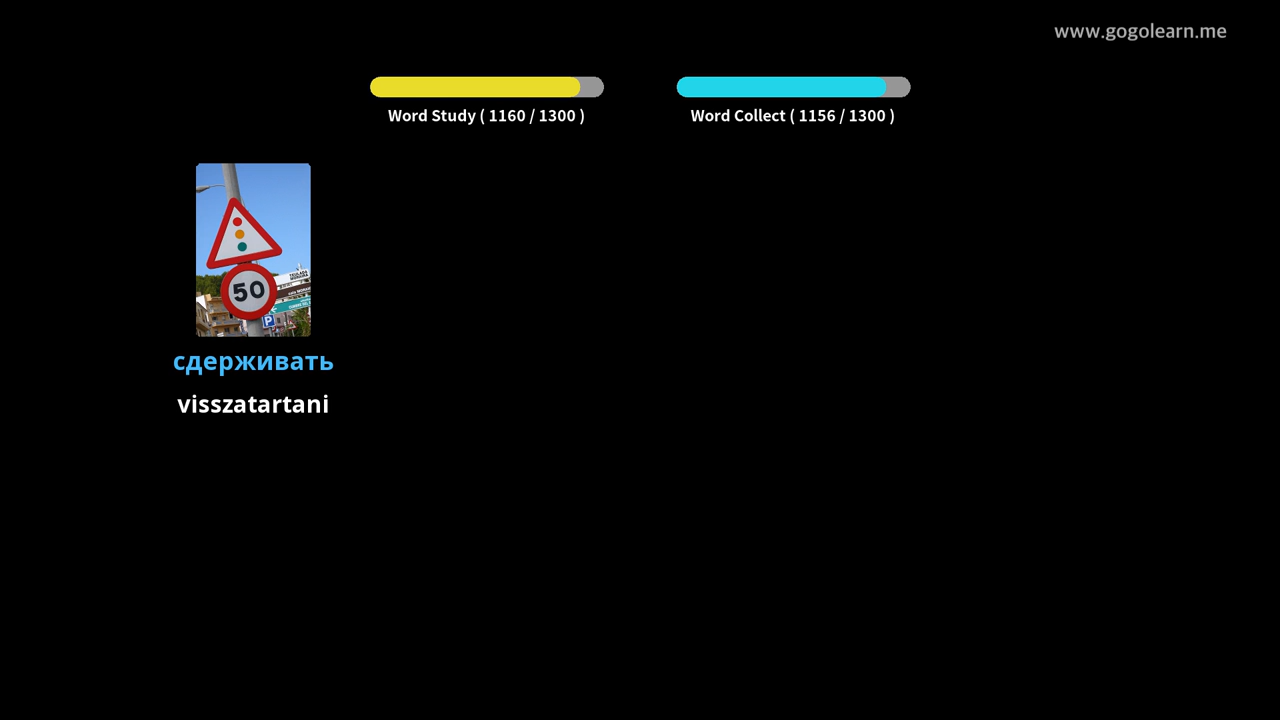 www.gogolearn.me
Word Study ( 1160 / 1300 )
Word Collect ( 1156 / 1300 )
50
P
сдерживать
visszatartani